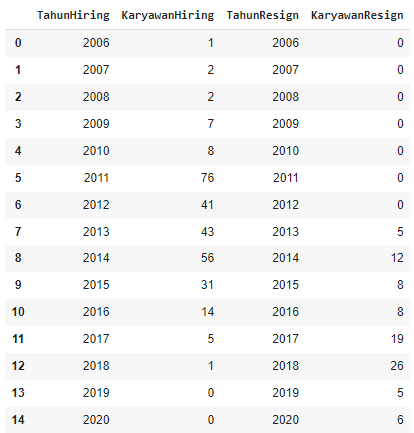 TahunHiring KaryawanHiring TahunResign KaryawanResign
0 2006 1 2006 0
1 2007 2 2007 0
2 2008 2 2008 0
3 2009 7 2009 0
4 2010 8 2010 0
5 2011 76 2011 0
6 2012 41 2012 0
7 2013 43 2013 5
8 2014 56 2014 12
9 2015 31 2015 8
10 2016 14 2016 8
11 2017 5 2017 19
12 2018 1 2018 26
13 2019 0 2019 5
14 2020 0 2020 6